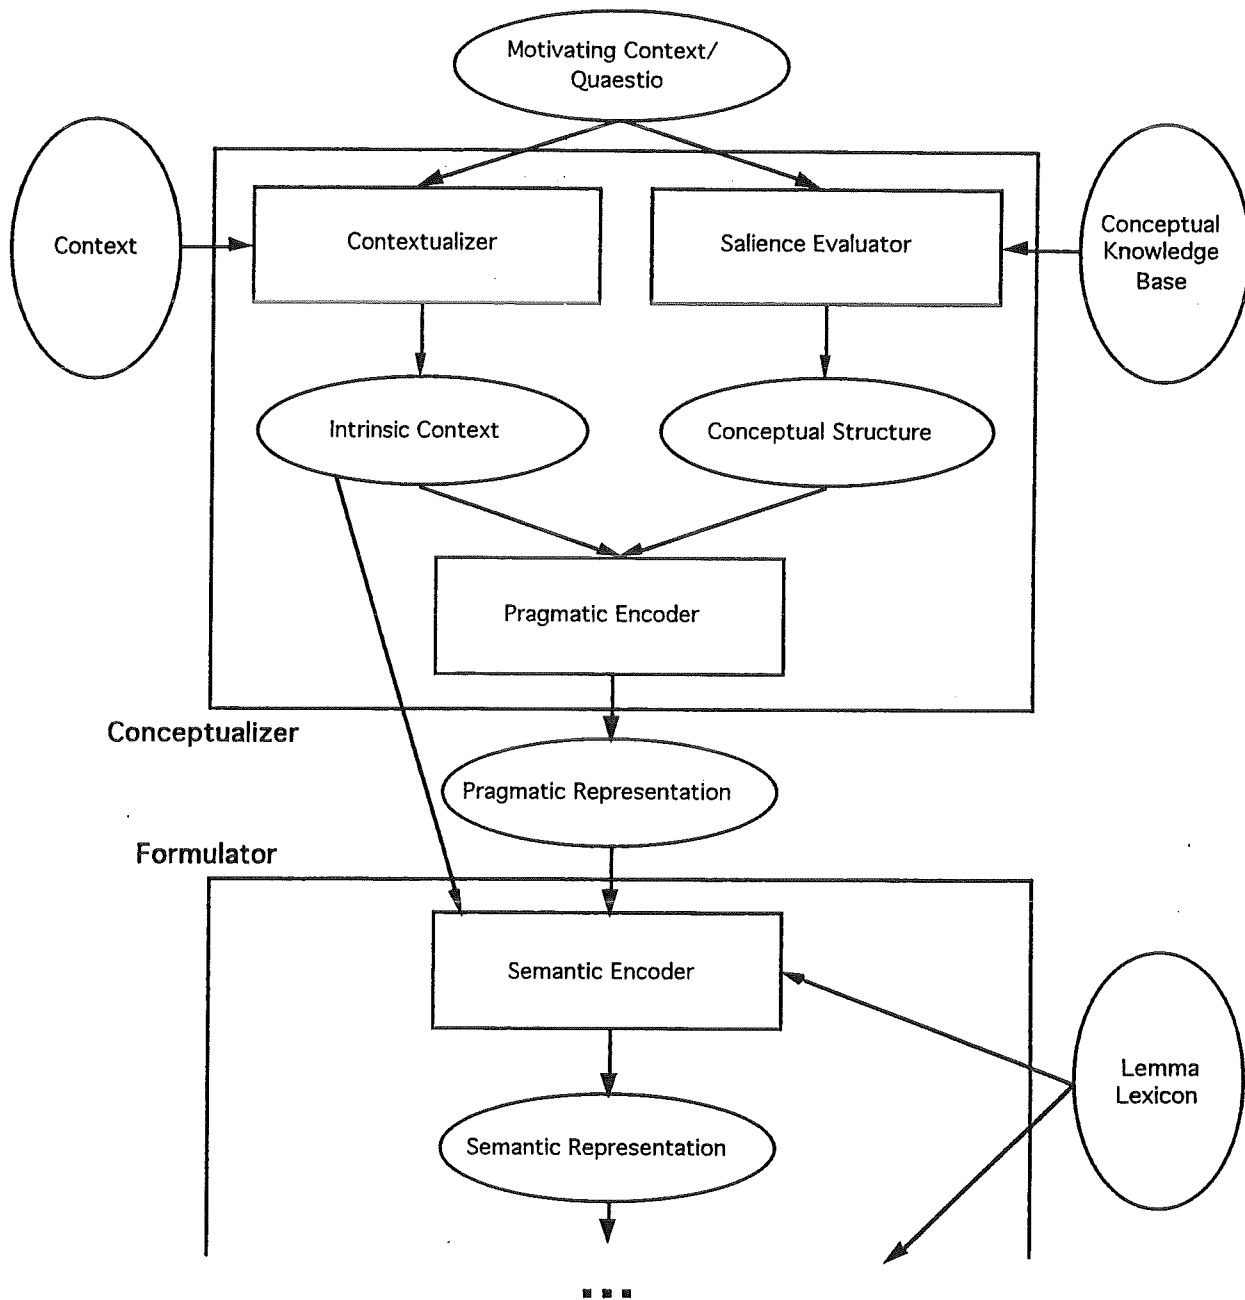 Motivating Context/
Quaestio
Context
Contextualizer
Salience Evaluator
Conceptual
Knowledge
Base
Intrinsic Context
Conceptual Structure
Pragmatic Encoder
Conceptualizer
Pragmatic Representation
Formulator
Semantic Encoder
Lemma
Lexicon
Semantic Representation
...